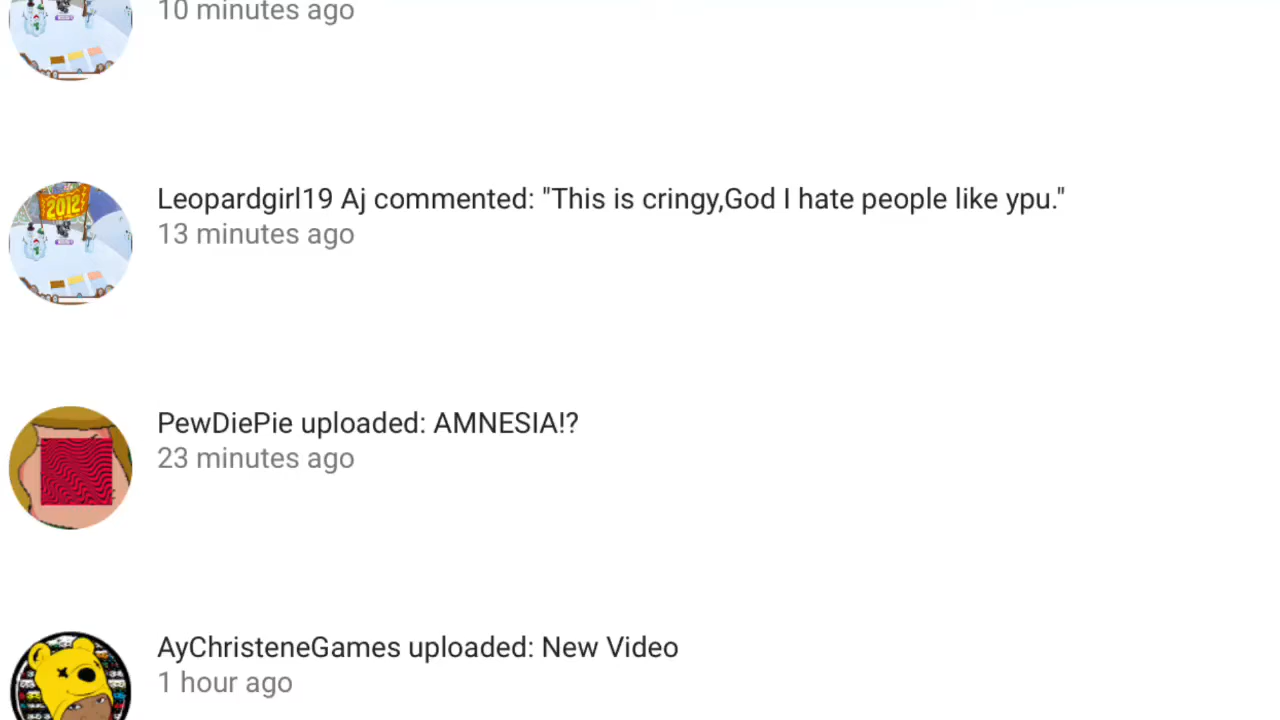 10 minutes ago
2012
Leopardgirl19 Aj commented: "This is cringy,God I hate people like ypu."
13 minutes ago
PewDiePie uploaded: AMNESIA!?
23 minutes ago
AyChristeneGames uploaded: New Video
1 hour ago